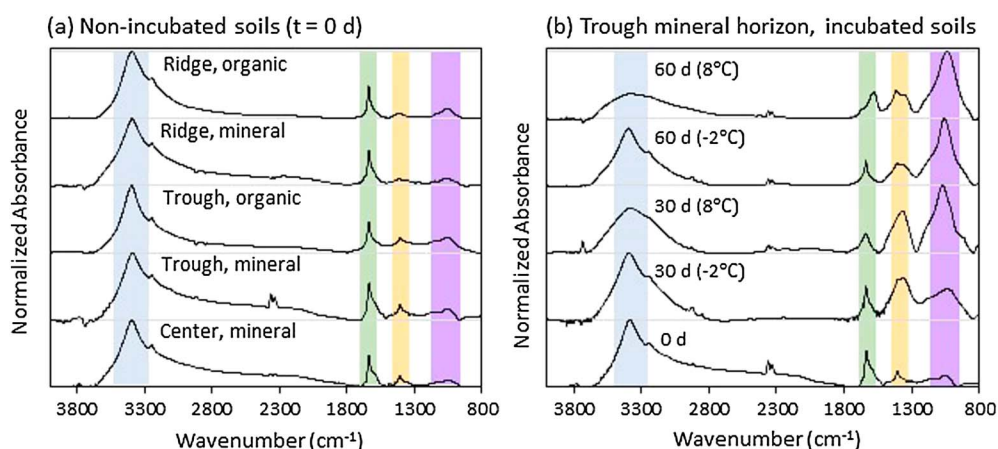 (a) Non-incubated soils (t = 0 d)
Ridge, organic
Ridge, mineral
Trough, organic
Trough, mineral
Center, mineral
Normalized Absorbance
3800 3300 2800 2300 1800 1300 800
Wavenumber (cm⁻¹)
(b) Trough mineral horizon, incubated soils
60 d (8°C)
60 d (-2°C)
30 d (8°C)
30 d (-2°C)
0 d
Normalized Absorbance
3800 3300 2800 2300 1800 1300 800
Wavenumber (cm⁻¹)